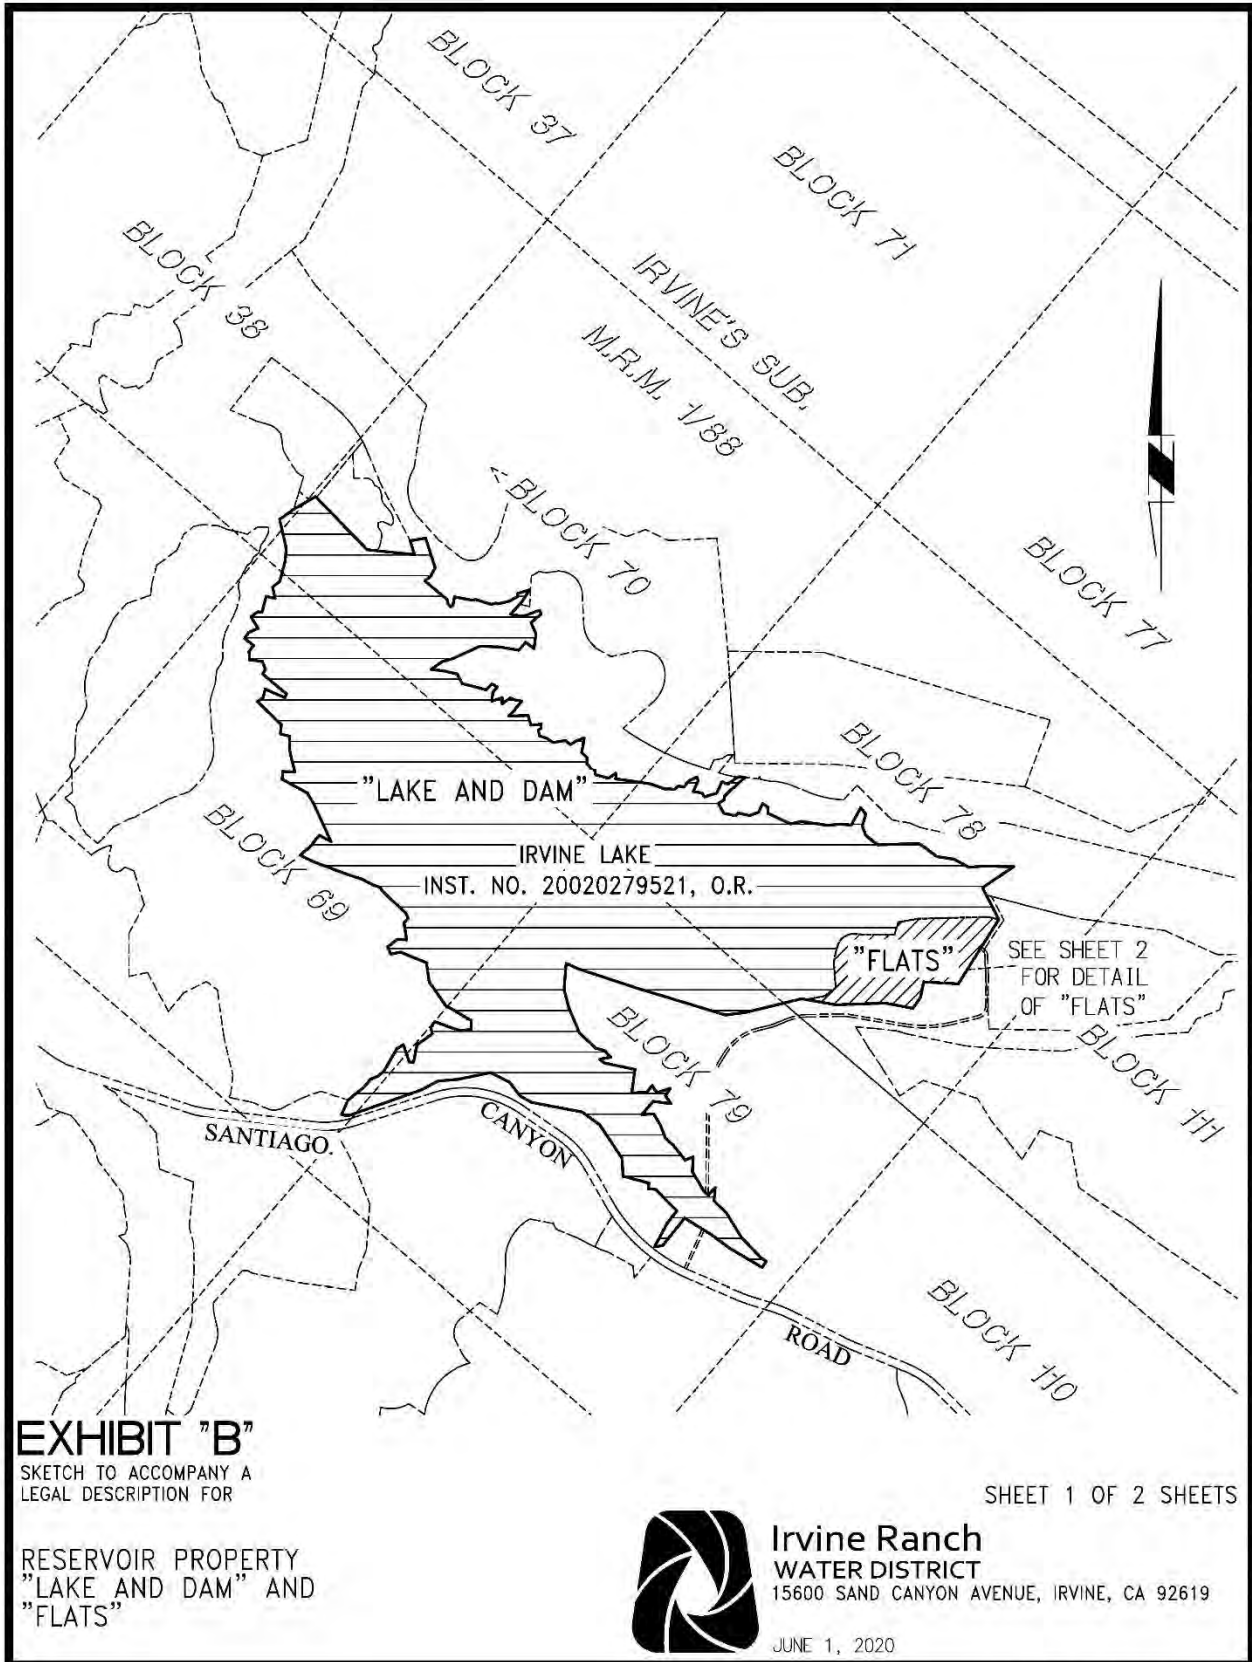 BLOCK 37
BLOCK 71
BLOCK 38
IRVINE'S SUB.
M.R.M. 1/88
BLOCK 70
BLOCK 77
BLOCK 78
"LAKE AND DAM"
BLOCK 69
IRVINE LAKE
INST. NO. 20020279521, O.R.
"FLATS"
SEE SHEET 2
FOR DETAIL
OF "FLATS"
BLOCK 79
BLOCK 111
SANTIAGO.
CANYON
ROAD
BLOCK 110
N
EXHIBIT "B"
SKETCH TO ACCOMPANY A
LEGAL DESCRIPTION FOR
RESERVOIR PROPERTY
"LAKE AND DAM" AND
"FLATS"
SHEET 1 OF 2 SHEETS
Irvine Ranch
WATER DISTRICT
15600 SAND CANYON AVENUE, IRVINE, CA 92619
JUNE 1, 2020